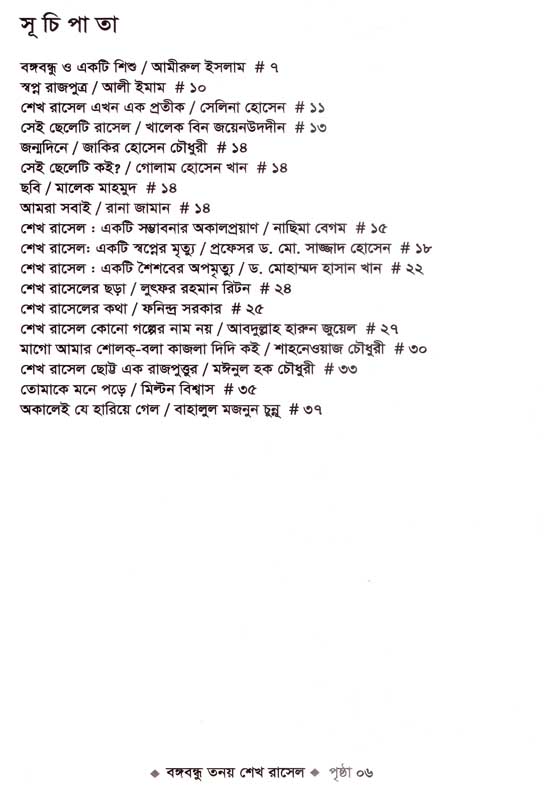 সূ চি পা তা
বঙ্গবন্ধু ও একটি শিশু / আমীরুল ইসলাম # ৭
স্বপ্ন রাজপুত্র / আলী ইমাম # ১০
শেখ রাসেল এখন এক প্রতীক / সেলিনা হোসেন # ১১
সেই ছেলেটি রাসেল / খালেক বিন জয়েনউদদীন # ১৩
জন্মদিনে / জাকির হোসেন চৌধুরী # ১৪
সেই ছেলেটি কই? / গোলাম হোসেন খান # ১৪
ছবি / মালেক মাহমুদ # ১৪
আমরা সবাই / রানা জামান # ১৪
শেখ রাসেল : একটি সম্ভাবনার অকালপ্রয়াণ / নাছিমা বেগম # ১৫
শেখ রাসেল: একটি স্বপ্নের মৃত্যু / প্রফেসর ড. মো. সাজ্জাদ হোসেন # ১৮
শেখ রাসেল : একটি শৈশবের অপমৃত্যু / ড. মোহাম্মদ হাসান খান # ২২
শেখ রাসেলের ছড়া / লুৎফর রহমান রিটন # ২৪
শেখ রাসেলের কথা / ফনিন্দ্র সরকার # ২৫
শেখ রাসেল কোনো গল্পের নাম নয় / আবদুল্লাহ হারুন জুয়েল # ২৭
মাগো আমার শোলক্-বলা কাজলা দিদি কই / শাহনেওয়াজ চৌধুরী # ৩০
শেখ রাসেল ছোট্ট এক রাজপুত্তুর / মঈনুল হক চৌধুরী # ৩৩
তোমাকে মনে পড়ে / মিল্টন বিশ্বাস # ৩৫
অকালেই যে হারিয়ে গেল / বাহালুল মজনুন চুন্নূ # ৩৭
◆ বঙ্গবন্ধু তনয় শেখ রাসেল ◆ পৃষ্ঠা ০৬